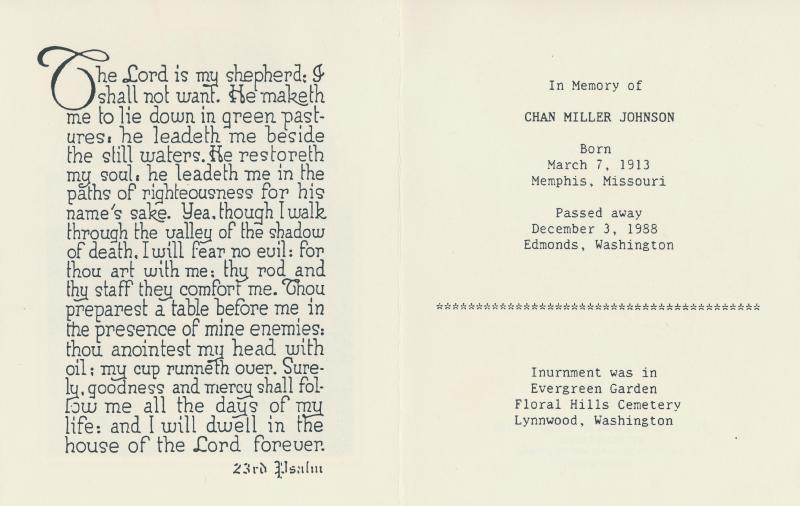 The Lord is my shepherd; I
shall not want. He maketh
me to lie down in green past-
ures: he leadeth me beside
the still waters. He restoreth
my soul: he leadeth me in the
paths of righteousness for his
name's sake. Yea, though I walk
through the valley of the shadow
of death, I will fear no evil: for
thou art with me; thy rod and
thy staff they comfort me. Thou
preparest a table before me in
the presence of mine enemies:
thou anointest my head with
oil; my cup runneth over. Sure-
ly, goodness and mercy shall fol-
low me all the days of my
life: and I will dwell in the
house of the Lord forever.
23rd Psalm
In Memory of
CHAN MILLER JOHNSON
Born
March 7, 1913
Memphis, Missouri
Passed away
December 3, 1988
Edmonds, Washington
*****************************************
Inurnment was in
Evergreen Garden
Floral Hills Cemetery
Lynnwood, Washington